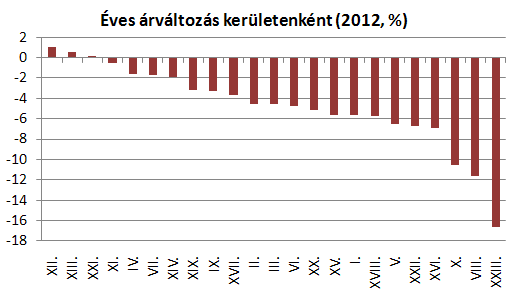 Éves árváltozás kerületenként (2012, %)
2
0
-2
-4
-6
-8
-10
-12
-14
-16
-18
XII.
XIII.
XXI.
XI.
IV.
VII.
XIV.
XIX.
IX.
XVII.
II.
III.
VI.
XX.
XV.
I.
XVIII.
V.
XXII.
XVI.
X.
VIII.
XXIII.